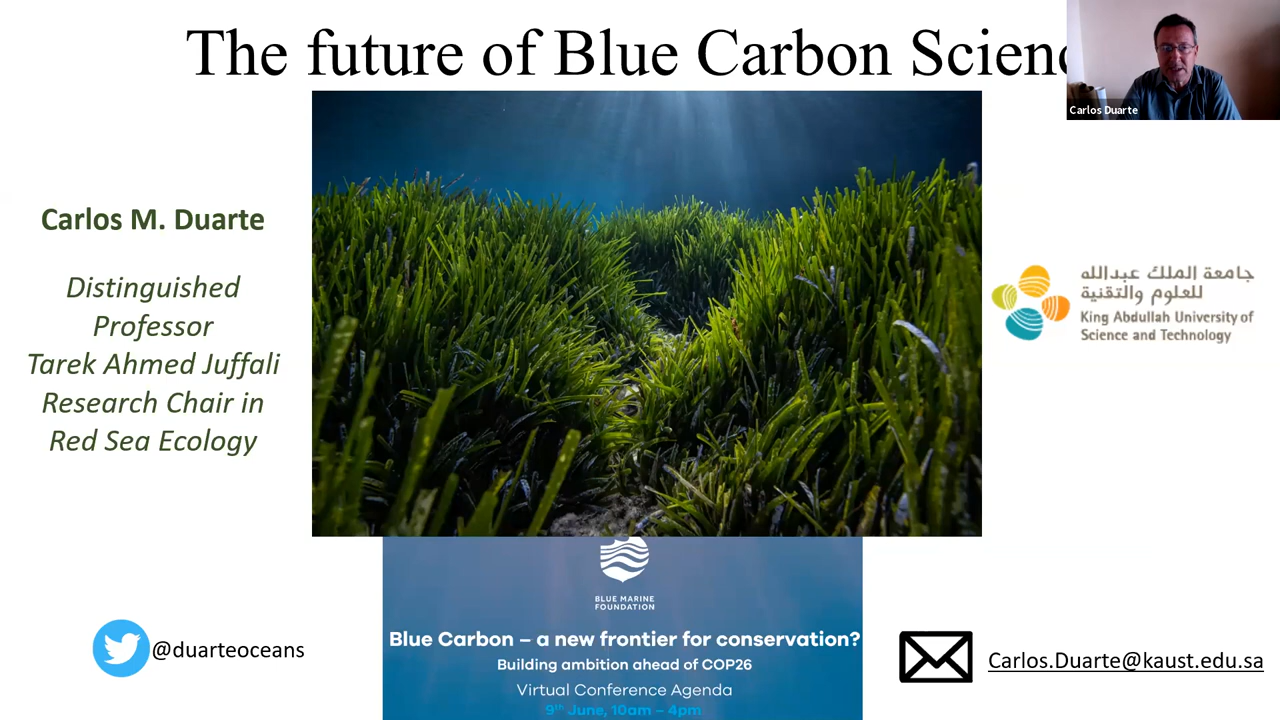 The future of Blue Carbon Scienc
Carlos Duarte
Carlos M. Duarte
Distinguished
Professor
Tarek Ahmed Juffali
Research Chair in
Red Sea Ecology
جامعة الملك عبدالله
للعلوم والتقنية
King Abdullah University of
Science and Technology
BLUE MARINE
FOUNDATION
Blue Carbon – a new frontier for conservation?
Building ambition ahead of COP26
Virtual Conference Agenda
9th June, 10am – 4pm
@duarteoceans
Carlos.Duarte@kaust.edu.sa